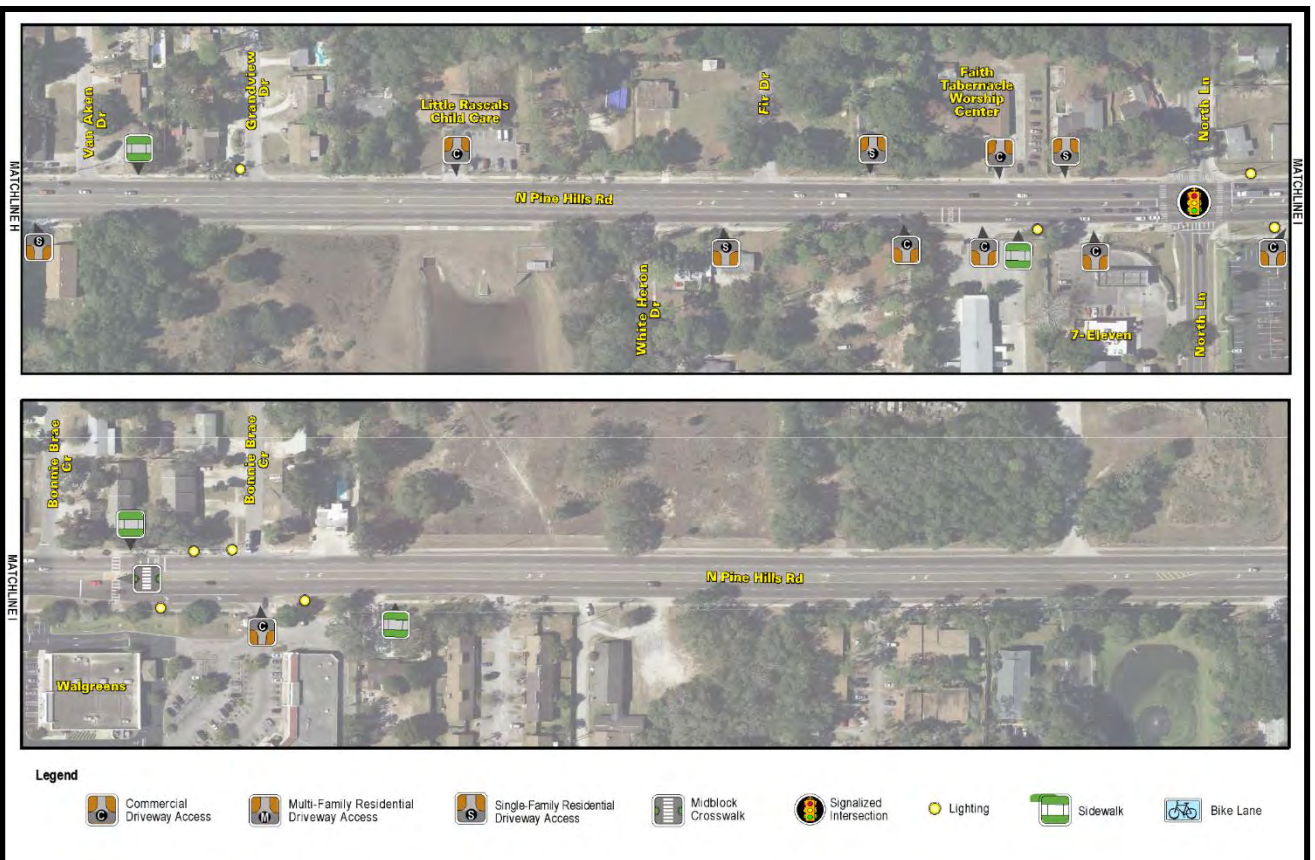 Van Aken
Dr
Grandview
Dr
Little Rascals
Child Care
Fir Dr
Faith
Tabernacle
Worship
Center
North Ln
C
S
C
S
MATCHLINE H
N Pine Hills Rd
MATCHLINE I
S
S
C
C
C
C
White Heron
Dr
7-Eleven
North Ln
Bonnie Brae
Cr
Bonnie Brae
Cr
MATCHLINE I
N Pine Hills Rd
C
Walgreens
Legend
C
Commercial
Driveway Access
M
Multi-Family Residential
Driveway Access
S
Single-Family Residential
Driveway Access
Midblock
Crosswalk
Signalized
Intersection
Lighting
Sidewalk
Bike Lane